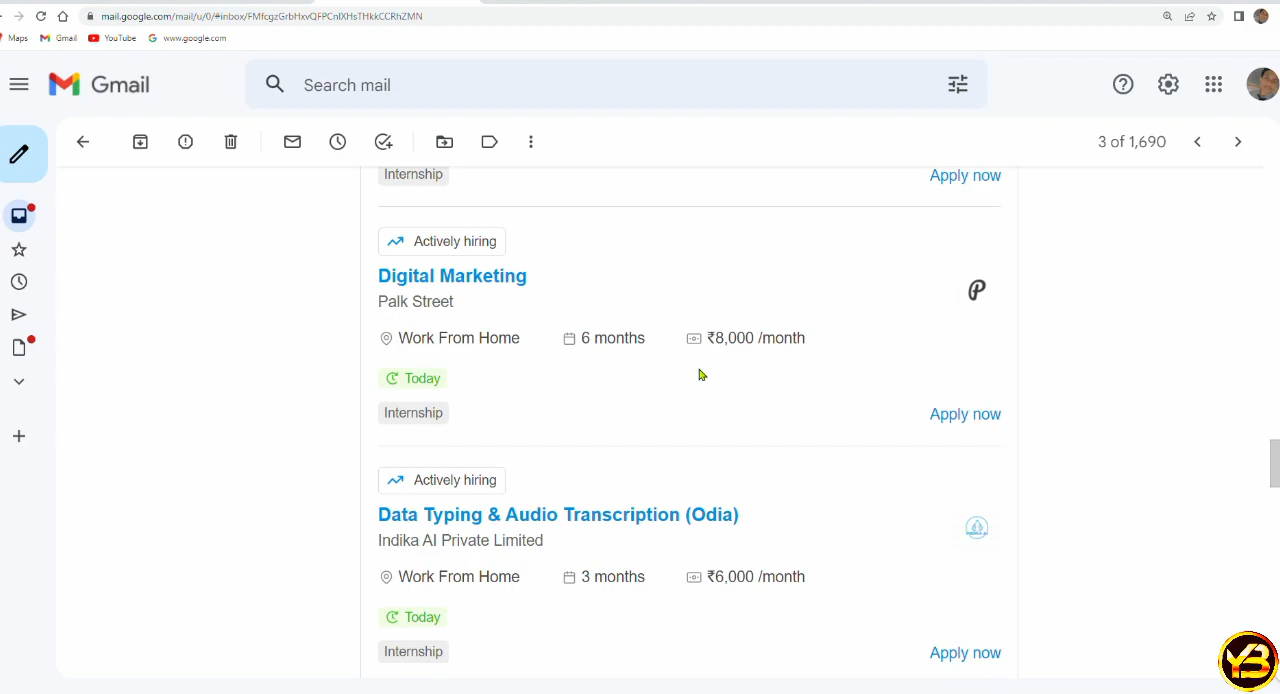 mail.google.com/mail/u/0/#inbox/FMfcgzGrbHxvQFPCnlXHsTHkkCCRhZMN
Maps Gmail YouTube www.google.com
Gmail Search mail
3 of 1,690
Internship Apply now
Actively hiring
Digital Marketing
Palk Street
Work From Home 6 months ₹8,000 /month
Today
Internship Apply now
Actively hiring
Data Typing & Audio Transcription (Odia)
Indika AI Private Limited
INDIKA AI
Work From Home 3 months ₹6,000 /month
Today
Internship Apply now
YB